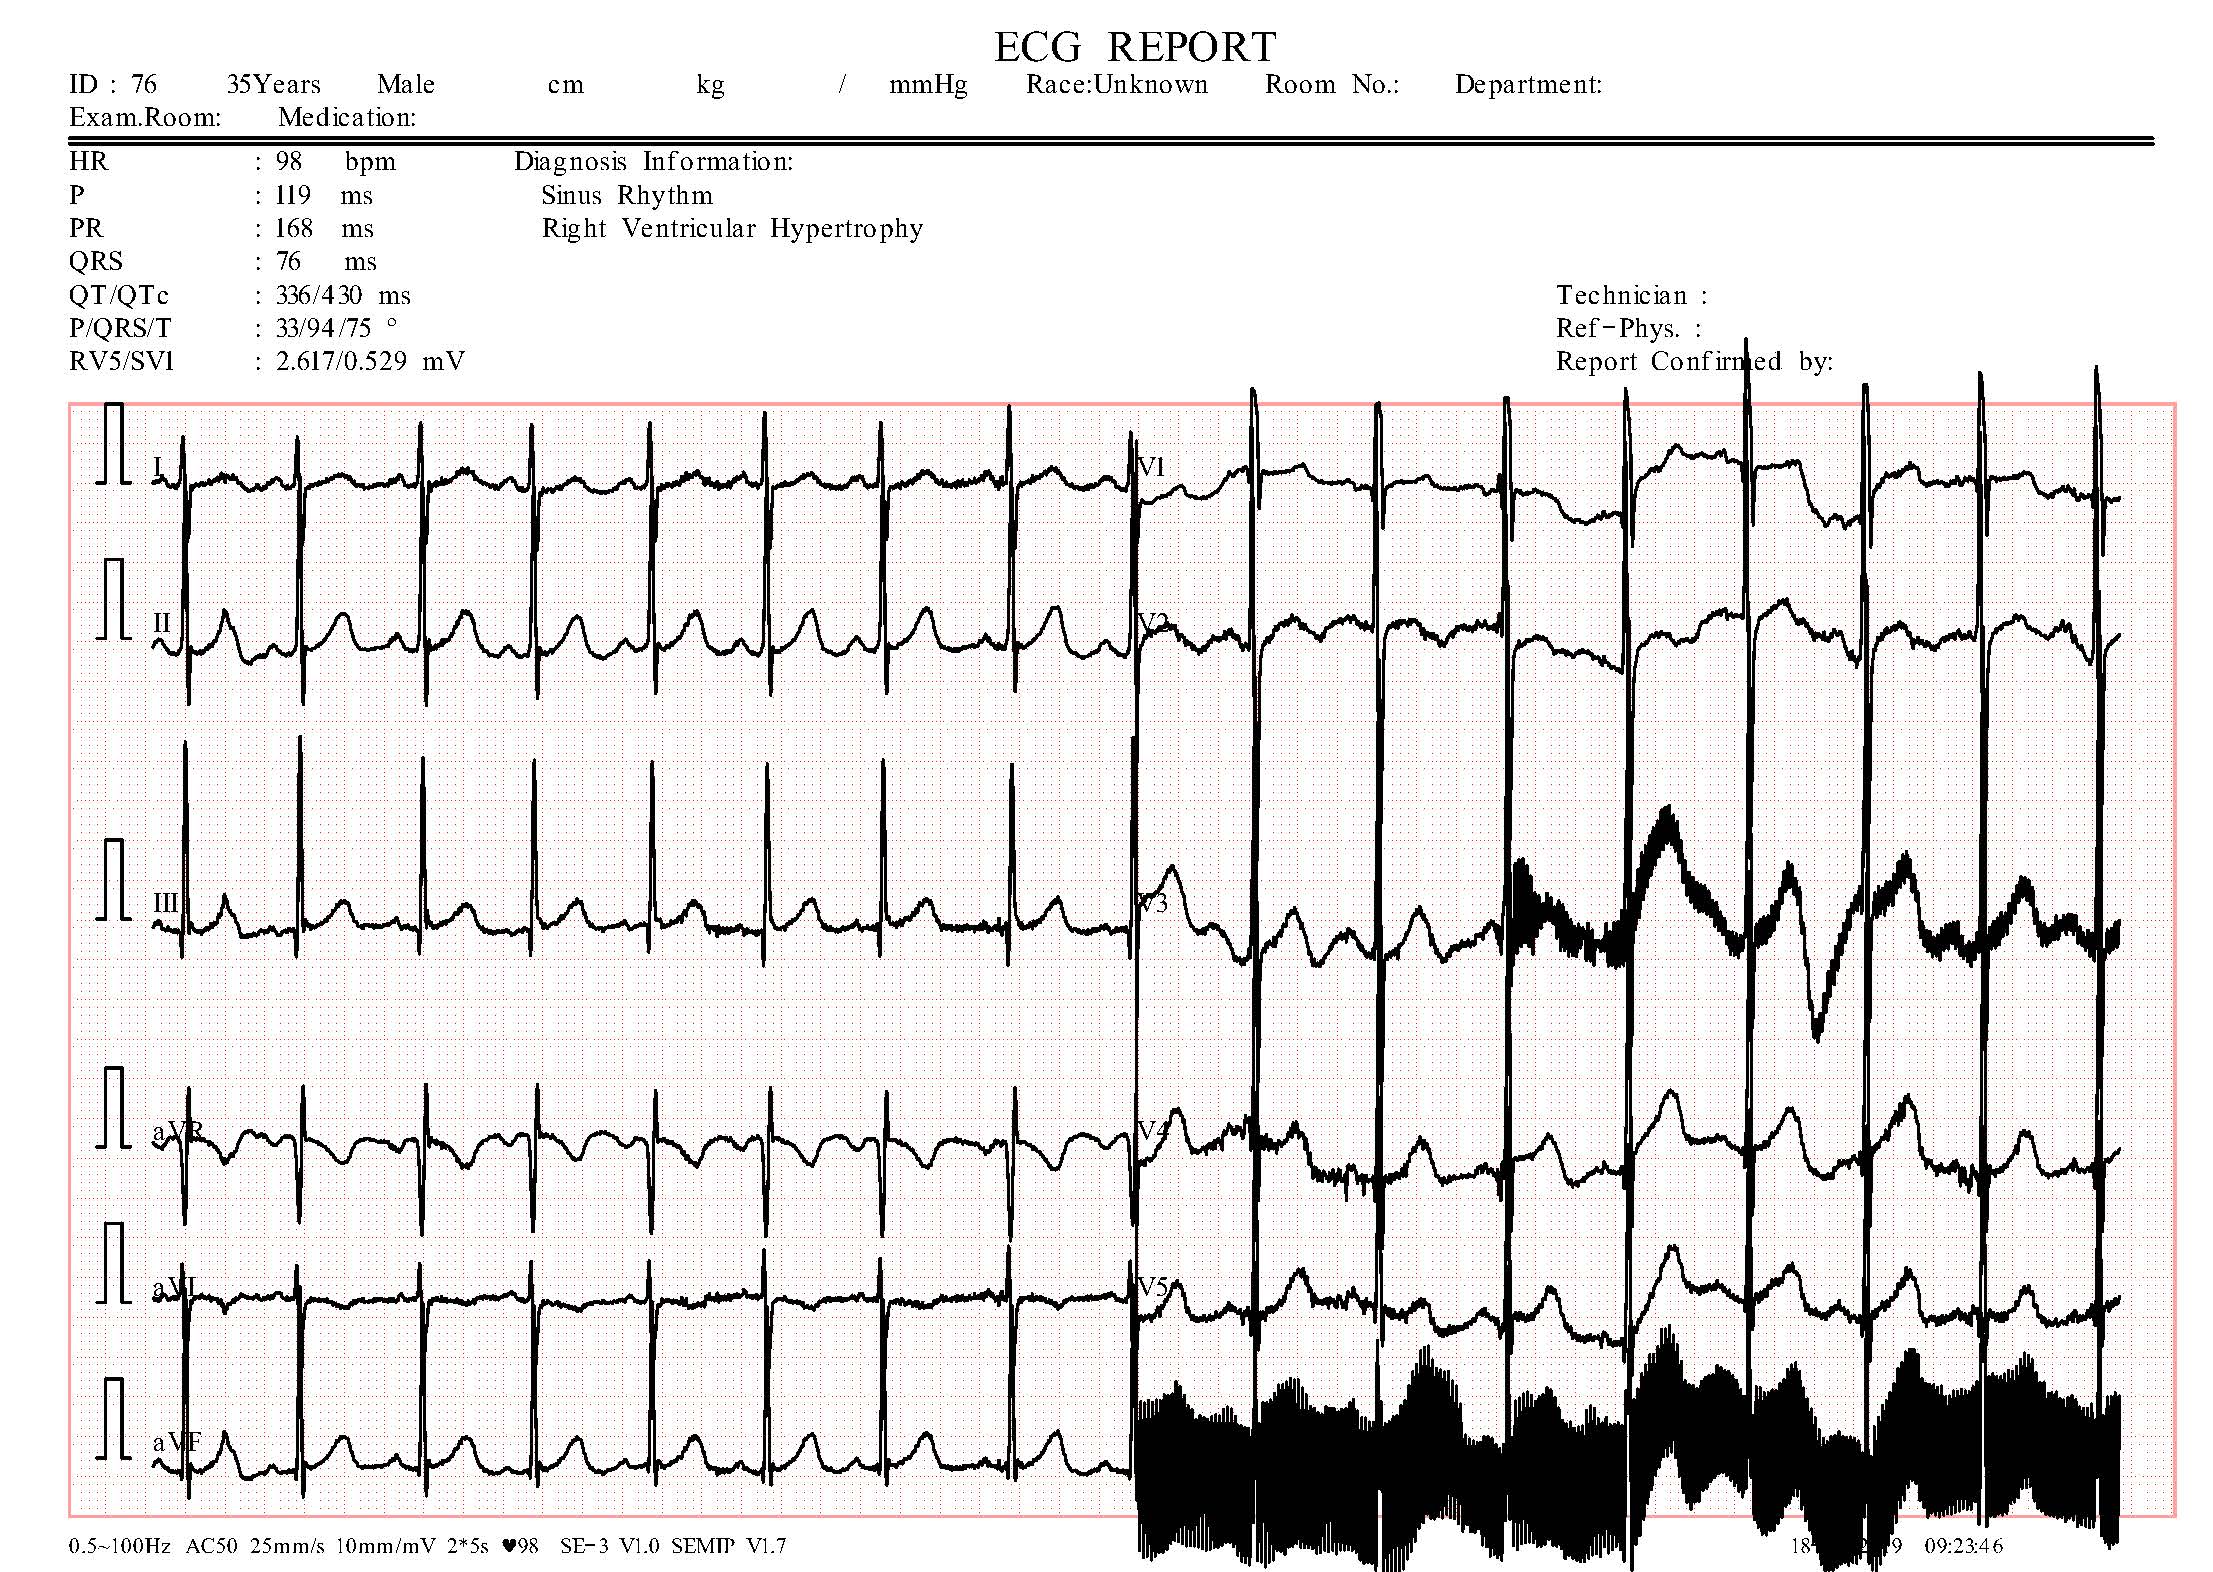 ECG REPORT
ID : 76 35Years Male cm kg / mmHg Race:Unknown Room No.: Department:
Exam.Room: Medication:
HR : 98 bpm Diagnosis Information:
P : 119 ms Sinus Rhythm
PR : 168 ms Right Ventricular Hypertrophy
QRS : 76 ms
QT/QTc : 336/430 ms Technician :
P/QRS/T : 33/94/75 ° Ref-Phys. :
RV5/SV1 : 2.617/0.529 mV Report Confirmed by:
I V1
II V2
III V3
aVR V4
aVL V5
aVF
0.5~100Hz AC50 25mm/s 10mm/mV 2*5s ♥98 SE-3 V1.0 SEMIP V1.7 09:23:46